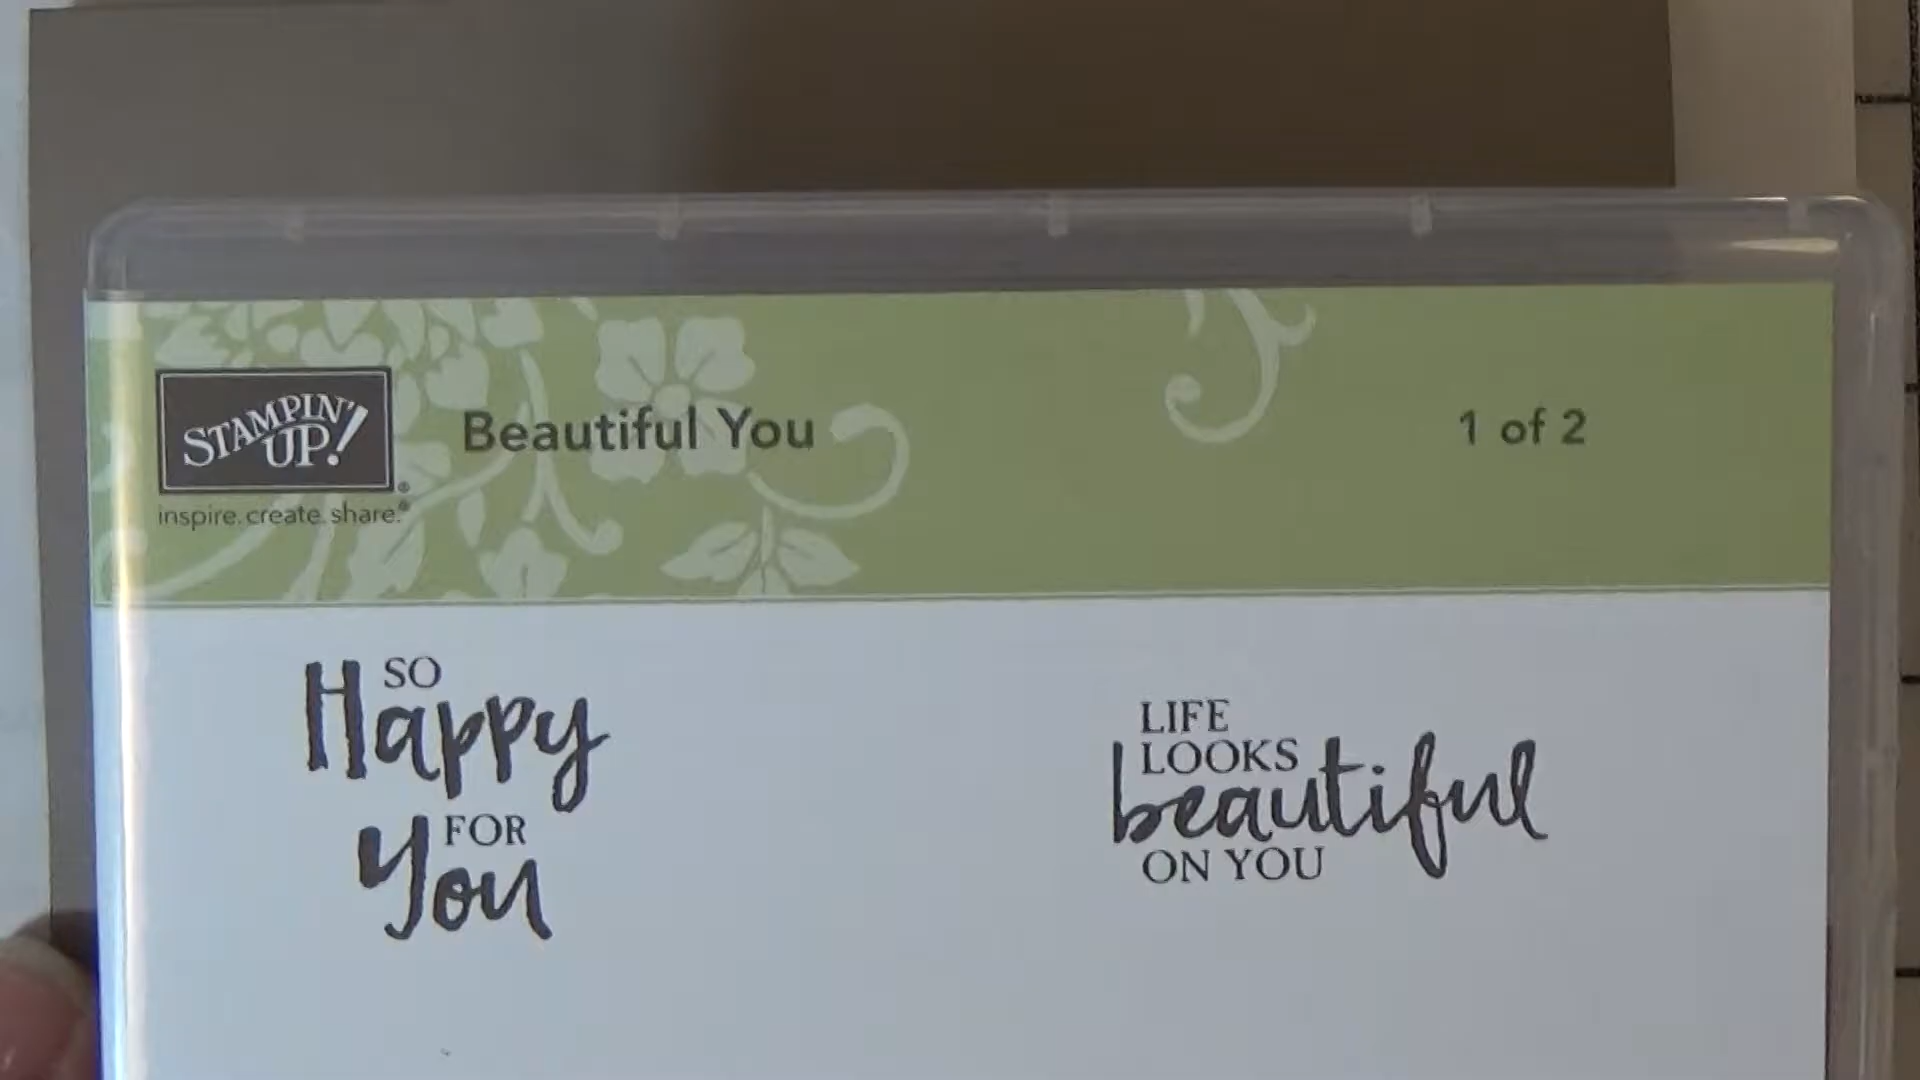 STAMPIN' UP!®
inspire. create. share.®
Beautiful You
1 of 2
SO
Happy
FOR
You
LIFE
LOOKS
beautiful
ON YOU